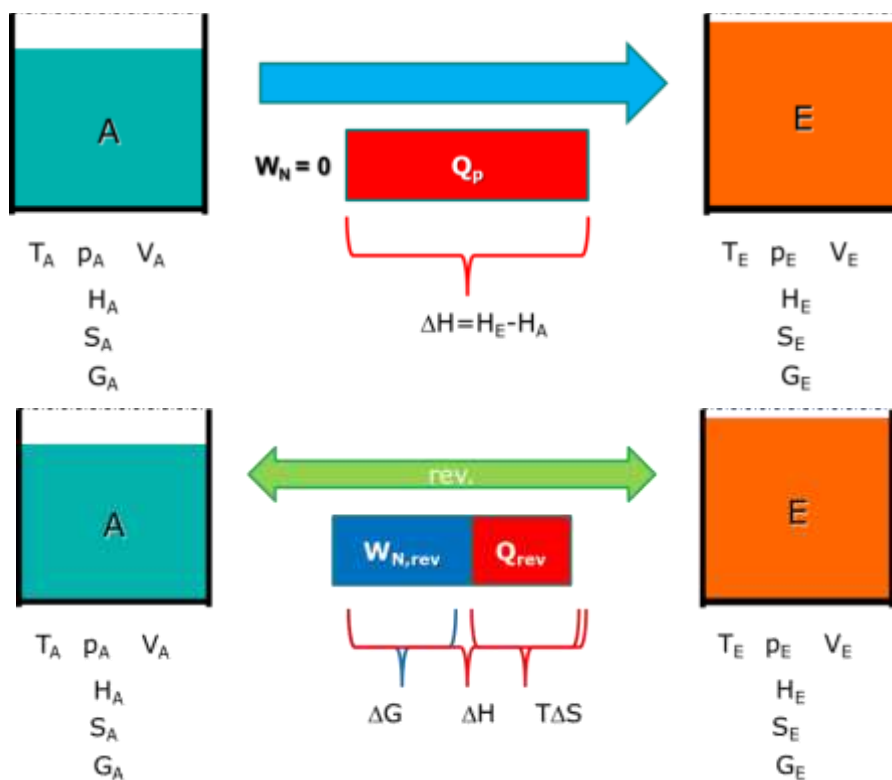 A
E
W_N = 0
Q_p
T_A p_A V_A
T_E p_E V_E
H_A
H_E
ΔH=H_E-H_A
S_A
S_E
G_A
G_E
rev.
A
E
W_N,rev Q_rev
T_A p_A V_A
T_E p_E V_E
H_A
H_E
ΔG ΔH TΔS
S_A
S_E
G_A
G_E